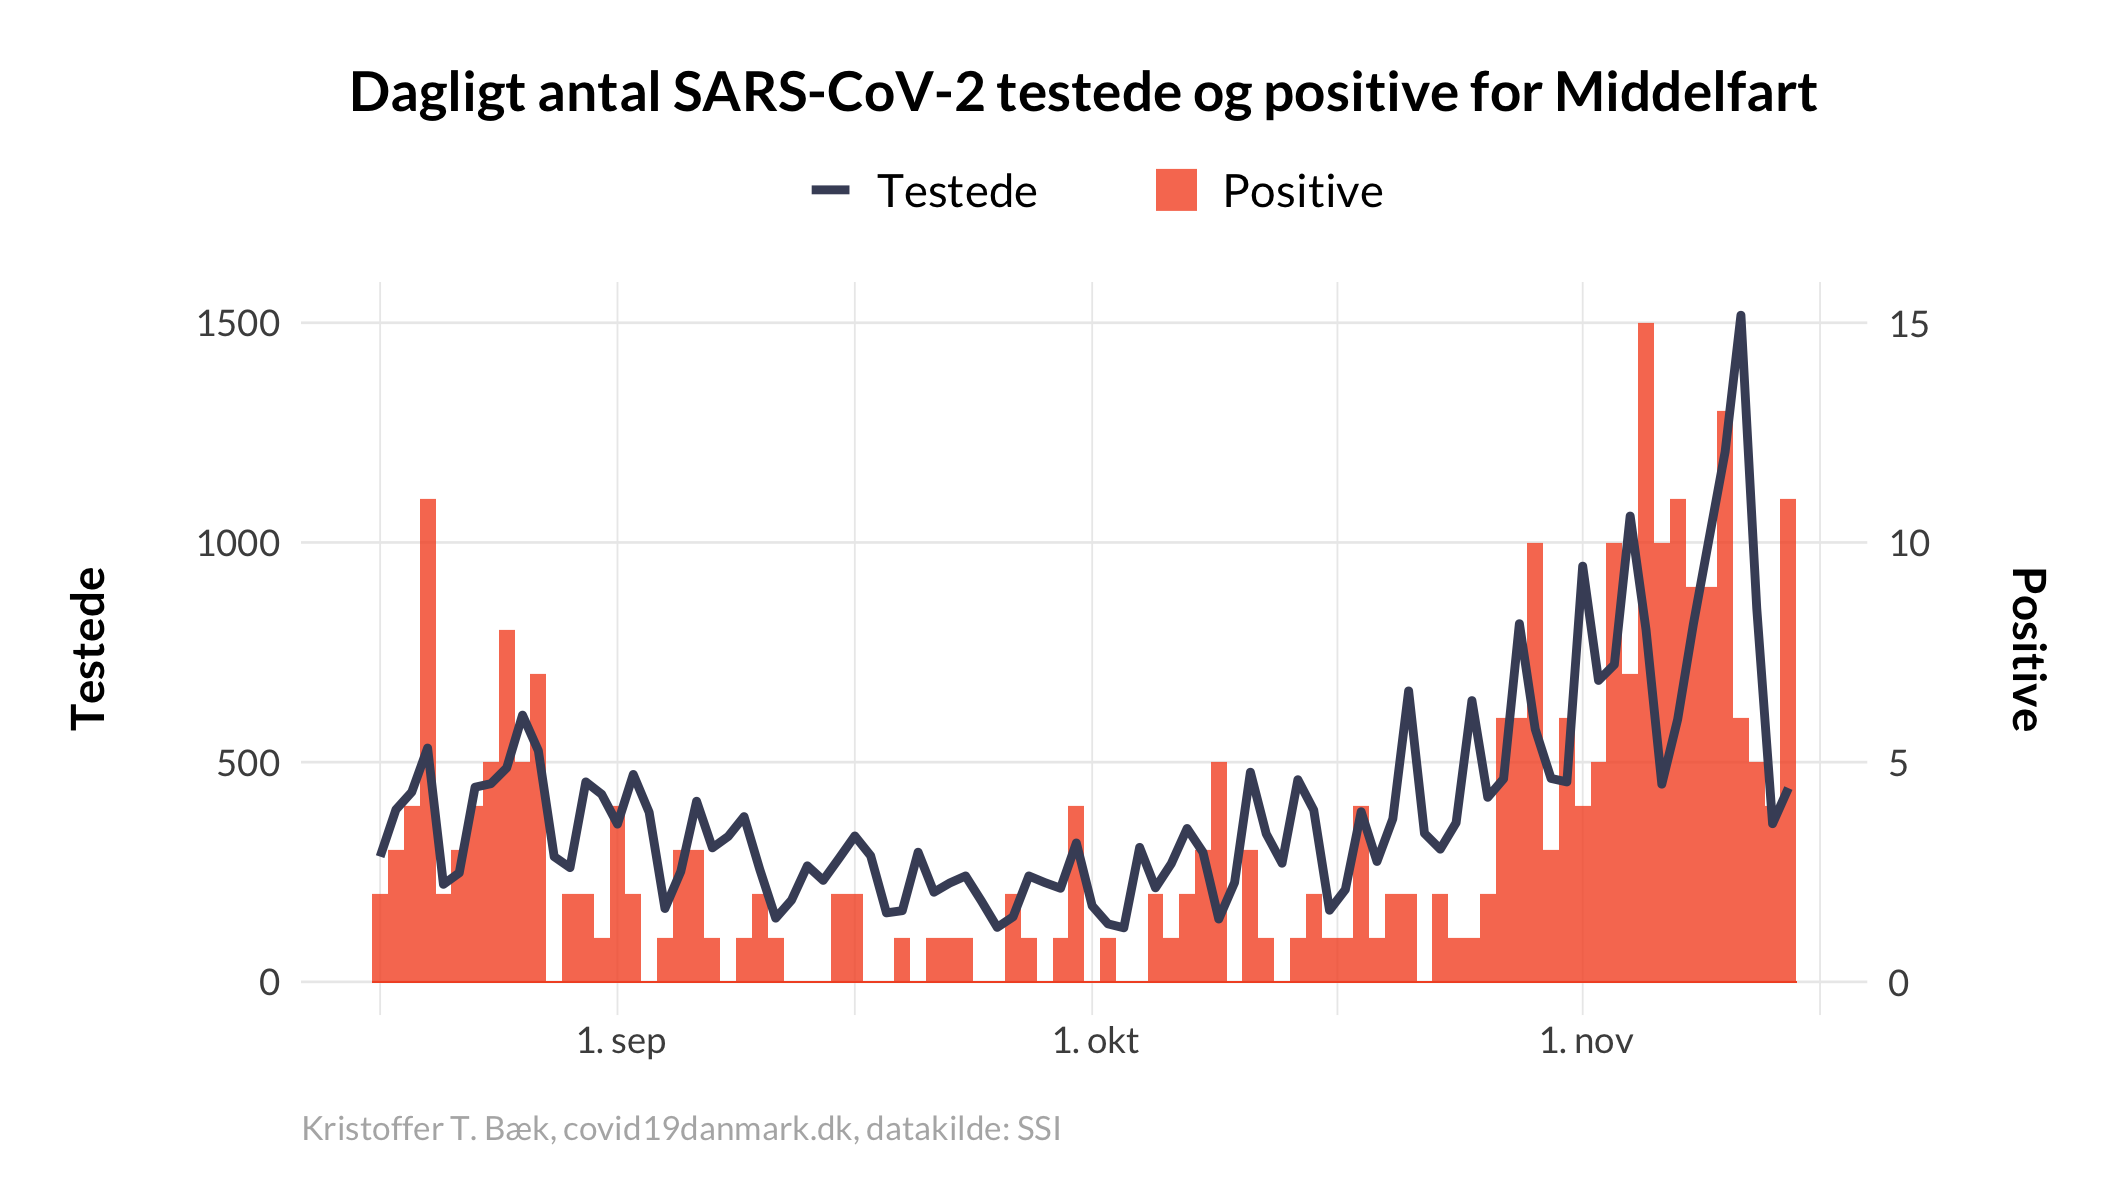 Dagligt antal SARS-CoV-2 testede og positive for Middelfart
Testede
Positive
1500
1000
500
0
15
10
5
0
Testede
Positive
1. sep
1. okt
1. nov
Kristoffer T. Bæk, covid19danmark.dk, datakilde: SSI